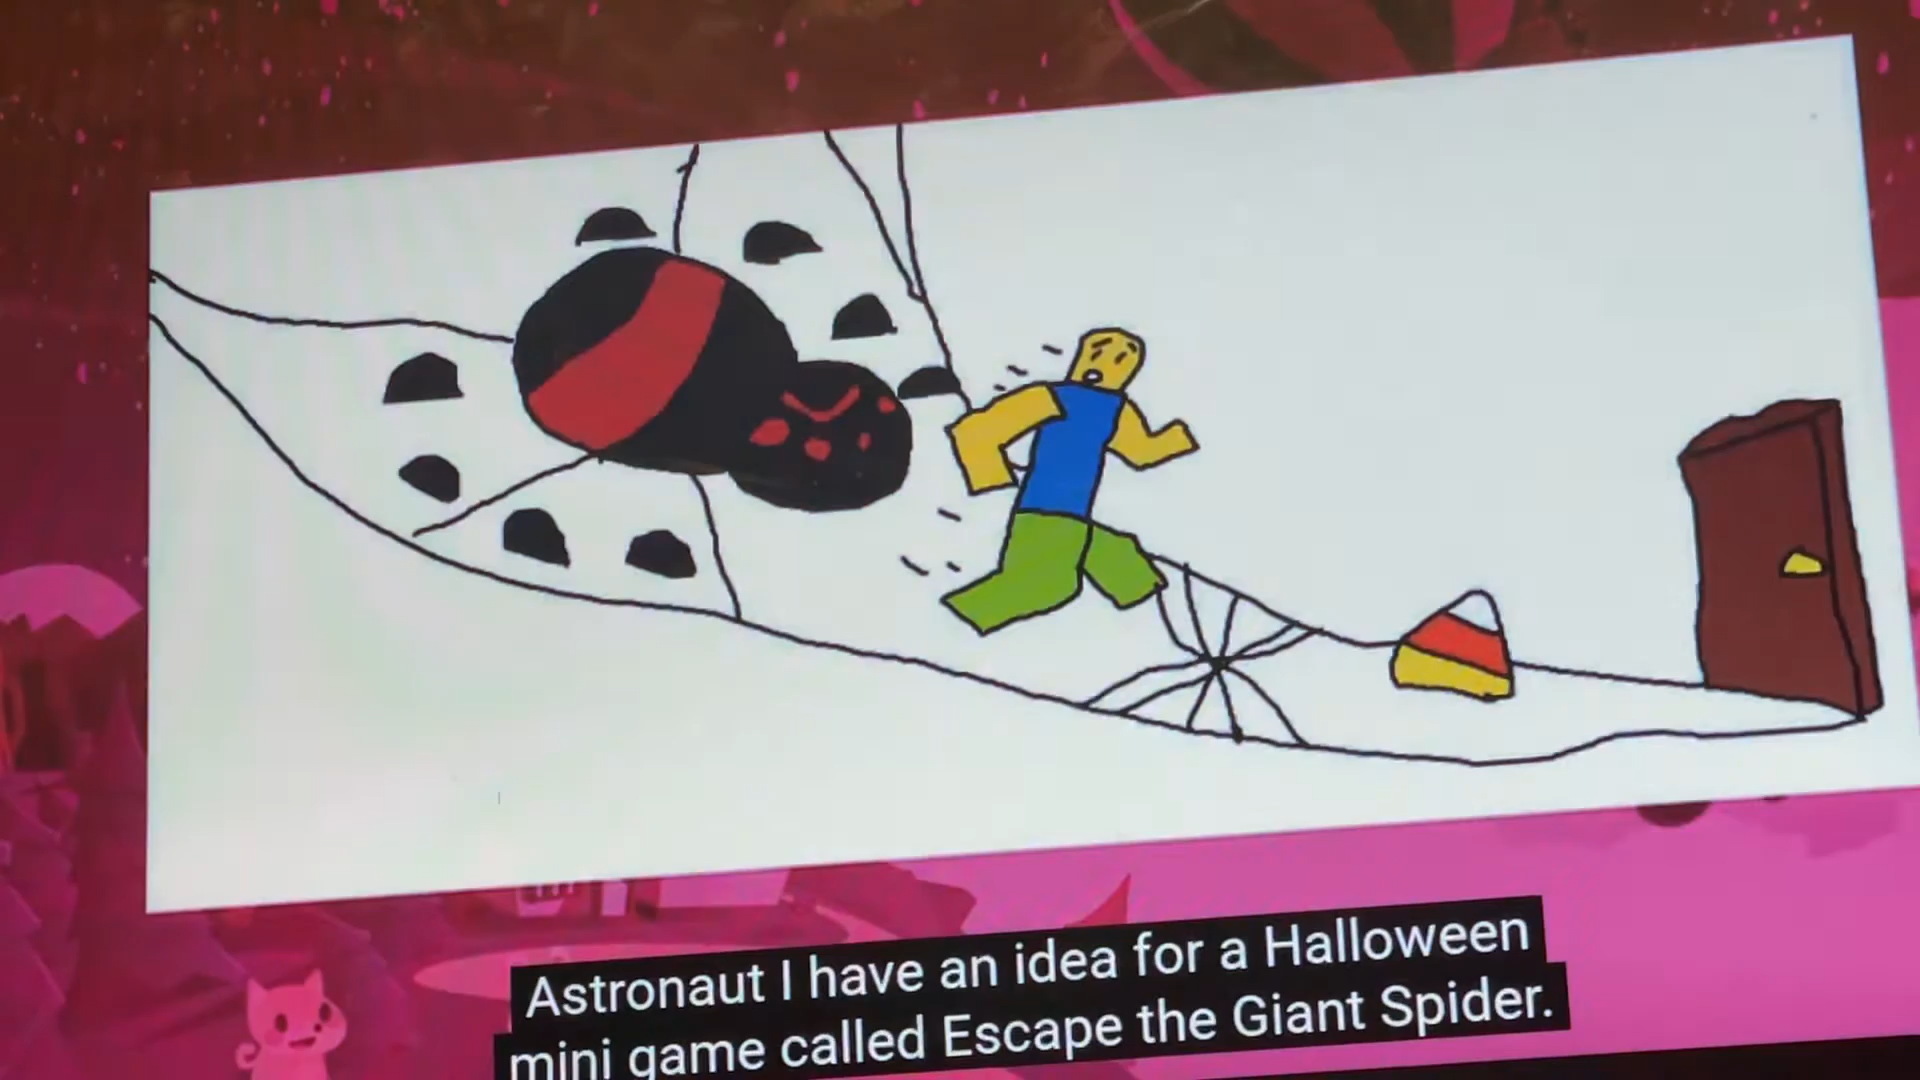 Astronaut I have an idea for a Halloween
mini game called Escape the Giant Spider.